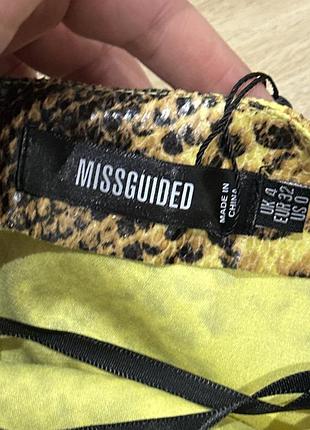 MISSGUIDED
MADE IN
CHINA
UK 4
EUR 32
US 0